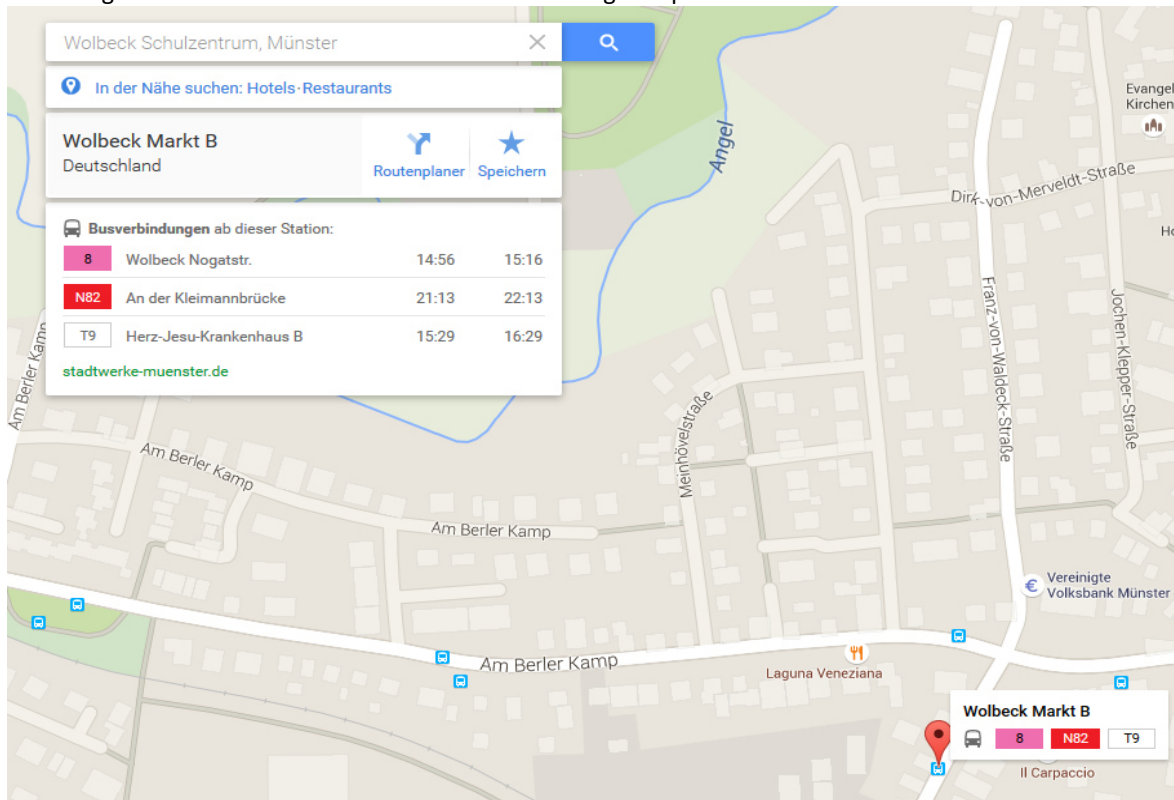 Wolbeck Schulzentrum, Münster
In der Nähe suchen: Hotels·Restaurants
Wolbeck Markt B
Deutschland
Routenplaner
Speichern
Busverbindungen ab dieser Station:
8 Wolbeck Nogatstr. 14:56 15:16
N82 An der Kleimannbrücke 21:13 22:13
T9 Herz-Jesu-Krankenhaus B 15:29 16:29
stadtwerke-muenster.de
Angel
Evangel
Kirchen
Dirk-von-Merveldt-Straße
Franz-von-Waldeck-Straße
Jochen-Klepper-Straße
Am Berler Kamp
Am Berler Kamp
Meinhövelstraße
Am Berler Kamp
Vereinigte
Volksbank Münster
Am Berler Kamp
Laguna Veneziana
Wolbeck Markt B
8 N82 T9
Il Carpaccio